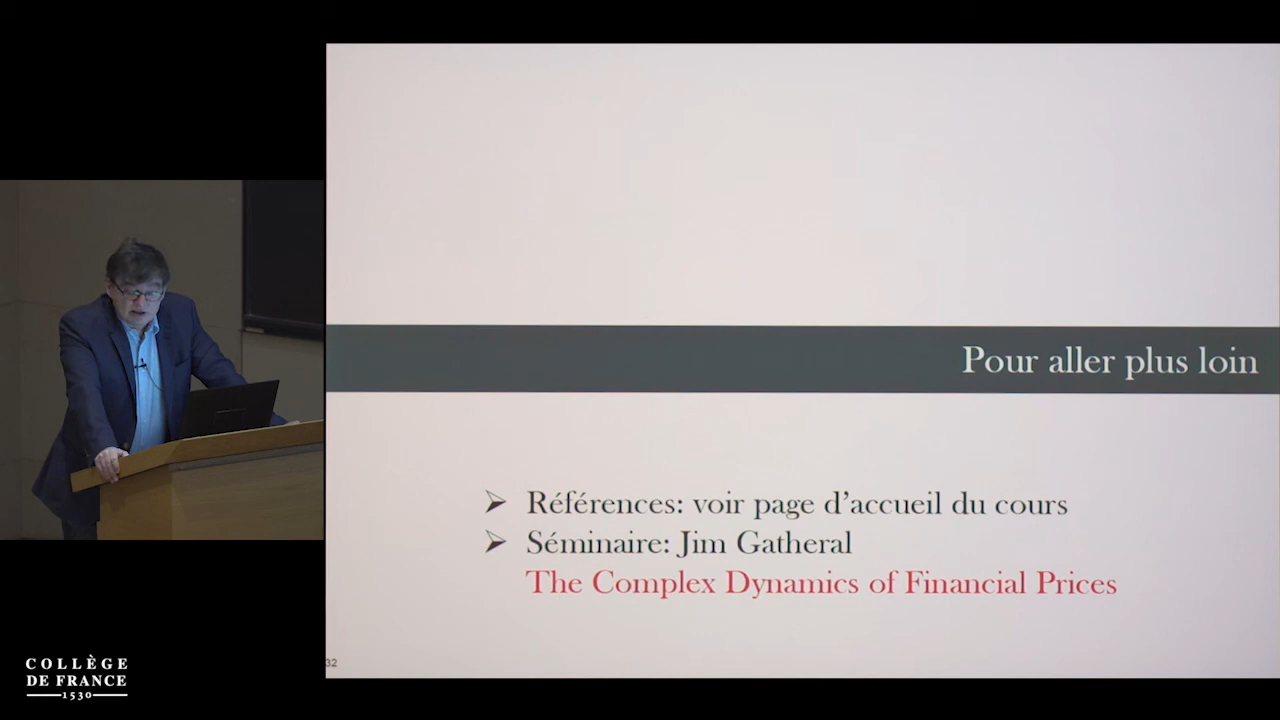 Pour aller plus loin
➢ Références: voir page d'accueil du cours
➢ Séminaire: Jim Gatheral
The Complex Dynamics of Financial Prices
32
COLLÈGE
DE FRANCE
1530